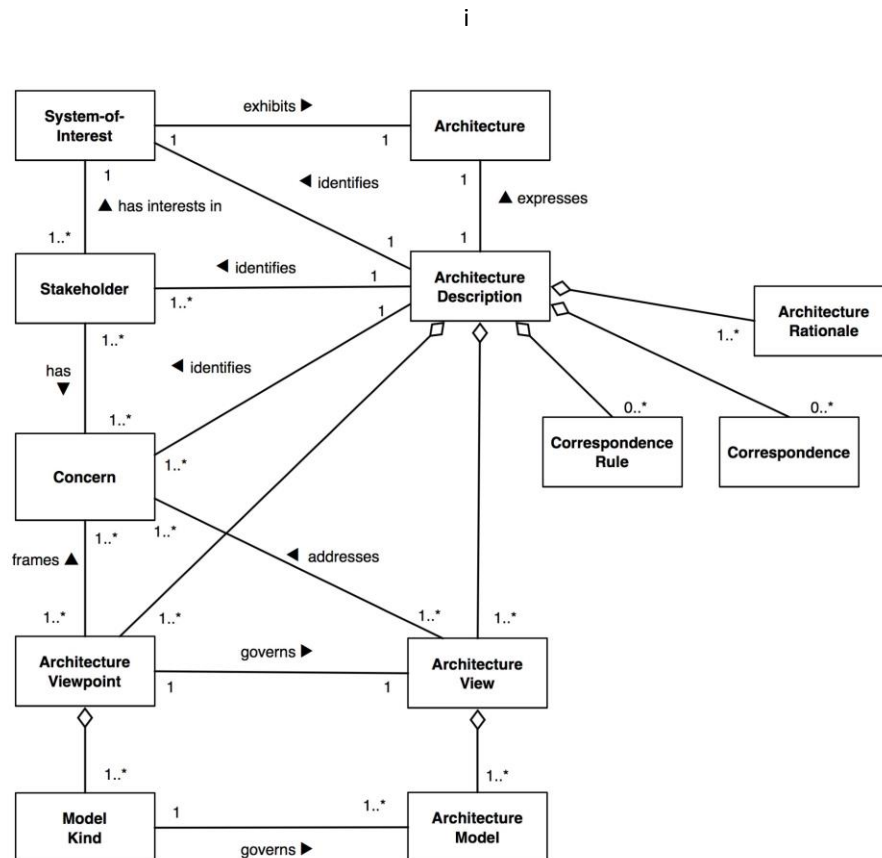 i
exhibits ►
System-of-
Interest
Architecture
1
1
1
1
◄ identifies
▲ has interests in
▲ expresses
1..*
1
1
Stakeholder
◄ identifies
1
1..*
Architecture
Description
Architecture
Rationale
1..*
1..*
1
has
▼
◄ identifies
1..*
0..*
0..*
Concern
1..*
Correspondence
Rule
Correspondence
1..*
1..*
frames ▲
◄ addresses
1..*
1..*
1..*
1..*
Architecture
Viewpoint
governs ►
Architecture
View
1
1
1..*
1..*
Model
Kind
1
1..*
Architecture
Model
governs ►